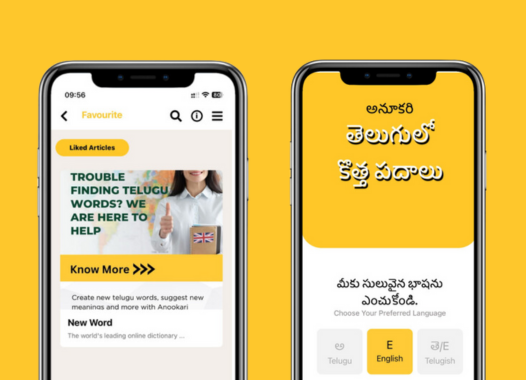 09:56
Favourite
Liked Articles
TROUBLE
FINDING TELUGU
WORDS? WE
ARE HERE TO
HELP
Know More
Create new telugu words, suggest new
meanings and more with Anookari
New Word
The world's leading online dictionary ...
అనూకరి
తెలుగులో
కొత్త పదాలు
మీకు సులువైన భాషను
ఎంచుకోండి.
Choose Your Preferred Language
అ
Telugu
E
English
తె/E
Telugish